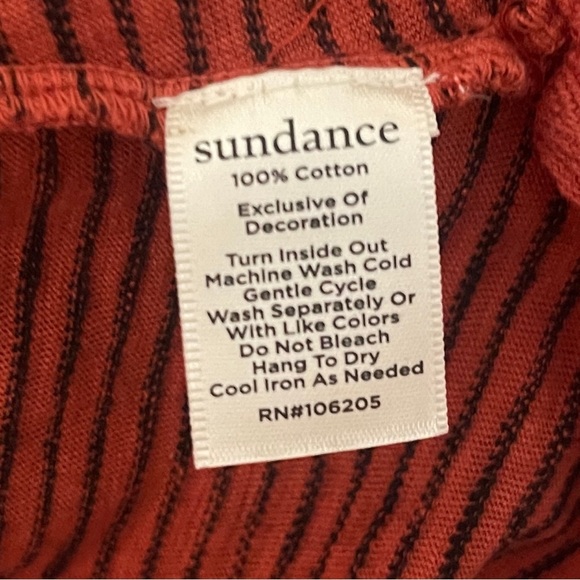 sundance
100% Cotton
Exclusive Of
Decoration
Turn Inside Out
Machine Wash Cold
Gentle Cycle
Wash Separately Or
With Like Colors
Do Not Bleach
Hang To Dry
Cool Iron As Needed
RN#106205